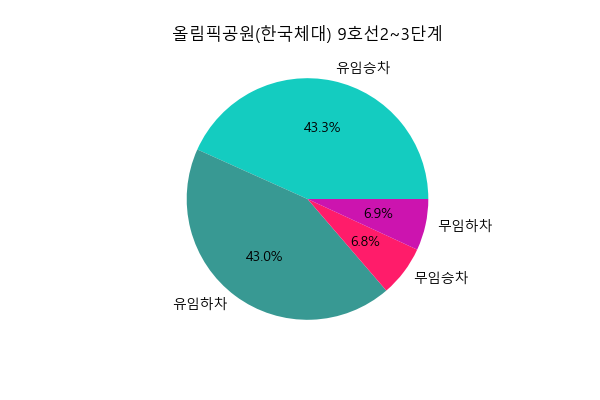 올림픽공원(한국체대) 9호선2~3단계
유임승차
43.3%
6.9%
무임하차
6.8%
43.0%
무임승차
유임하차